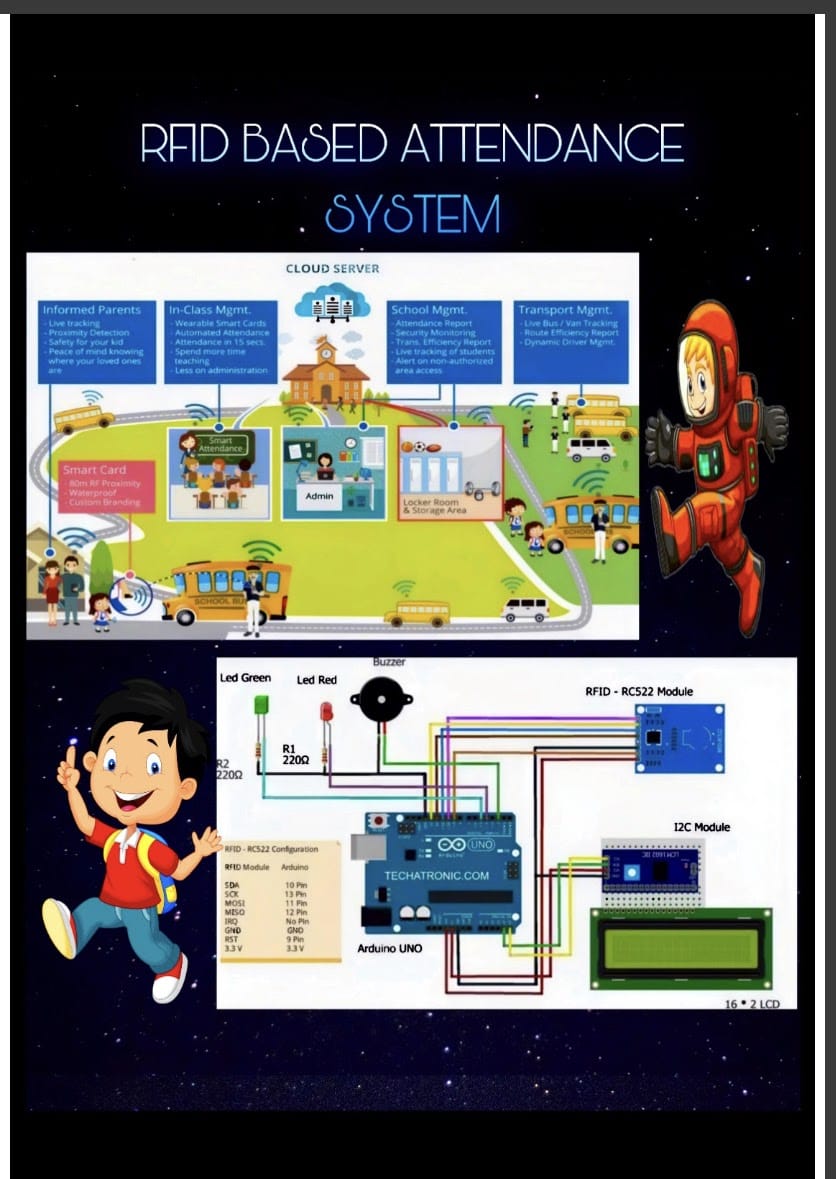 RFID BASED ATTENDANCE
SYSTEM
CLOUD SERVER
Informed Parents
- Live tracking
- Proximity Detection
- Safety for your kid
- Peace of mind knowing
where your loved ones
are
In-Class Mgmt.
- Wearable Smart Cards
- Automated Attendance
- Attendance in 15 secs.
- Spend more time
teaching
- Less on administration
School Mgmt.
- Attendance Report
- Security Monitoring
- Trans. Efficiency Report
- Live tracking of students
- Alert on non-authorized
area access
Transport Mgmt.
- Live Bus / Van Tracking
- Route Efficiency Report
- Dynamic Driver Mgmt.
Smart Card
- 80m RF Proximity
- Waterproof
- Custom Branding
Smart
Attendance
Admin
Locker Room
& Storage Area
SCHOOL BUS
SCHOOL BUS
Buzzer
Led Green
Led Red
RFID - RC522 Module
R1
220Ω
R2
220Ω
I2C Module
UNO
TECHATRONIC.COM
Arduino UNO
RFID - RC522 Configuration
RFID Module Arduino
SDA 10 Pin
SCK 13 Pin
MOSI 11 Pin
MISO 12 Pin
IRQ No Pin
GND GND
RST 9 Pin
3.3 V 3.3 V
16 * 2 LCD